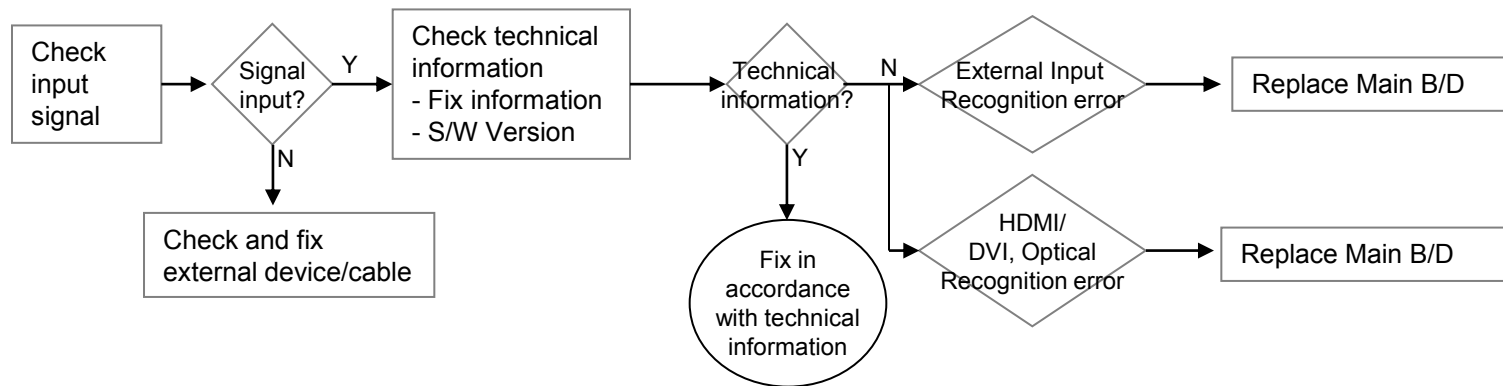 Check
input
signal
Signal
input?
Y
N
Check and fix
external device/cable
Check technical
information
- Fix information
- S/W Version
Technical
information?
N
Y
Fix in
accordance
with technical
information
External Input
Recognition error
Replace Main B/D
HDMI/
DVI, Optical
Recognition error
Replace Main B/D